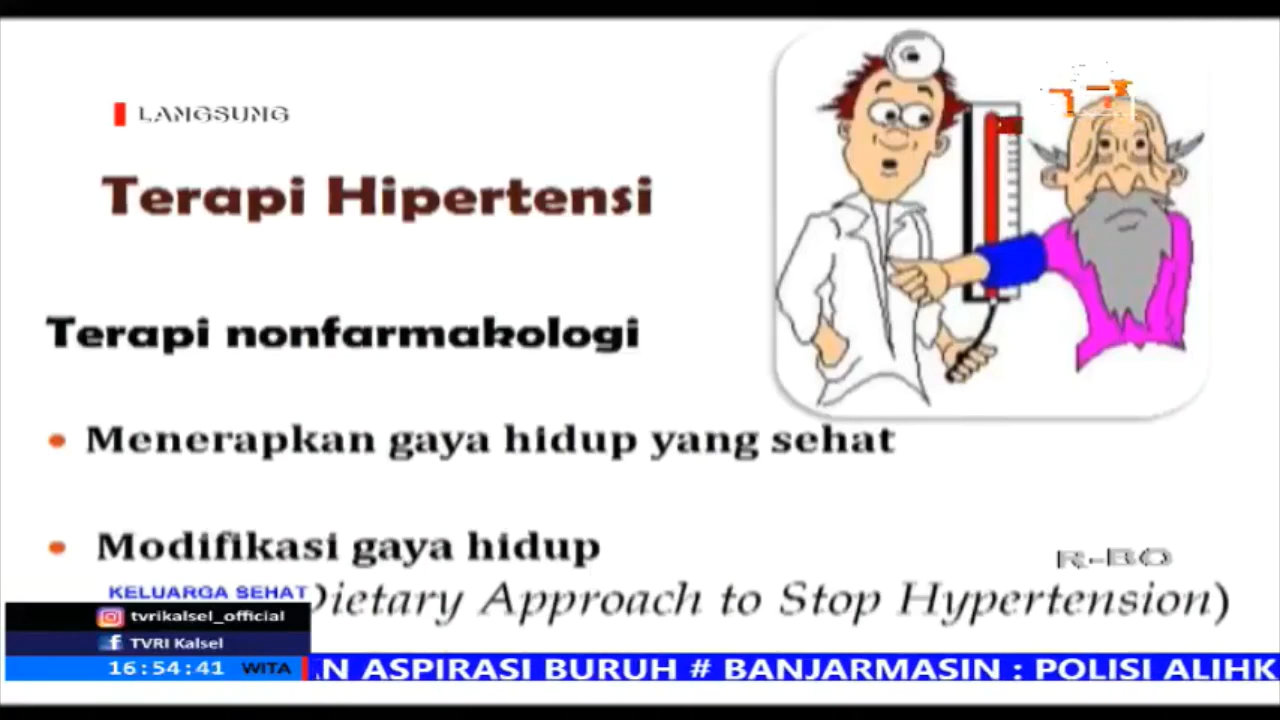 LANGSUNG
Terapi Hipertensi
Terapi nonfarmakologi
• Menerapkan gaya hidup yang sehat
• Modifikasi gaya hidup
R-BO
KELUARGA SEHAT
Dietary Approach to Stop Hypertension)
tvrikalsel_official
TVRI Kalsel
16:54:41 WITA
ASPIRASI BURUH # BANJARMASIN : POLISI ALIHK